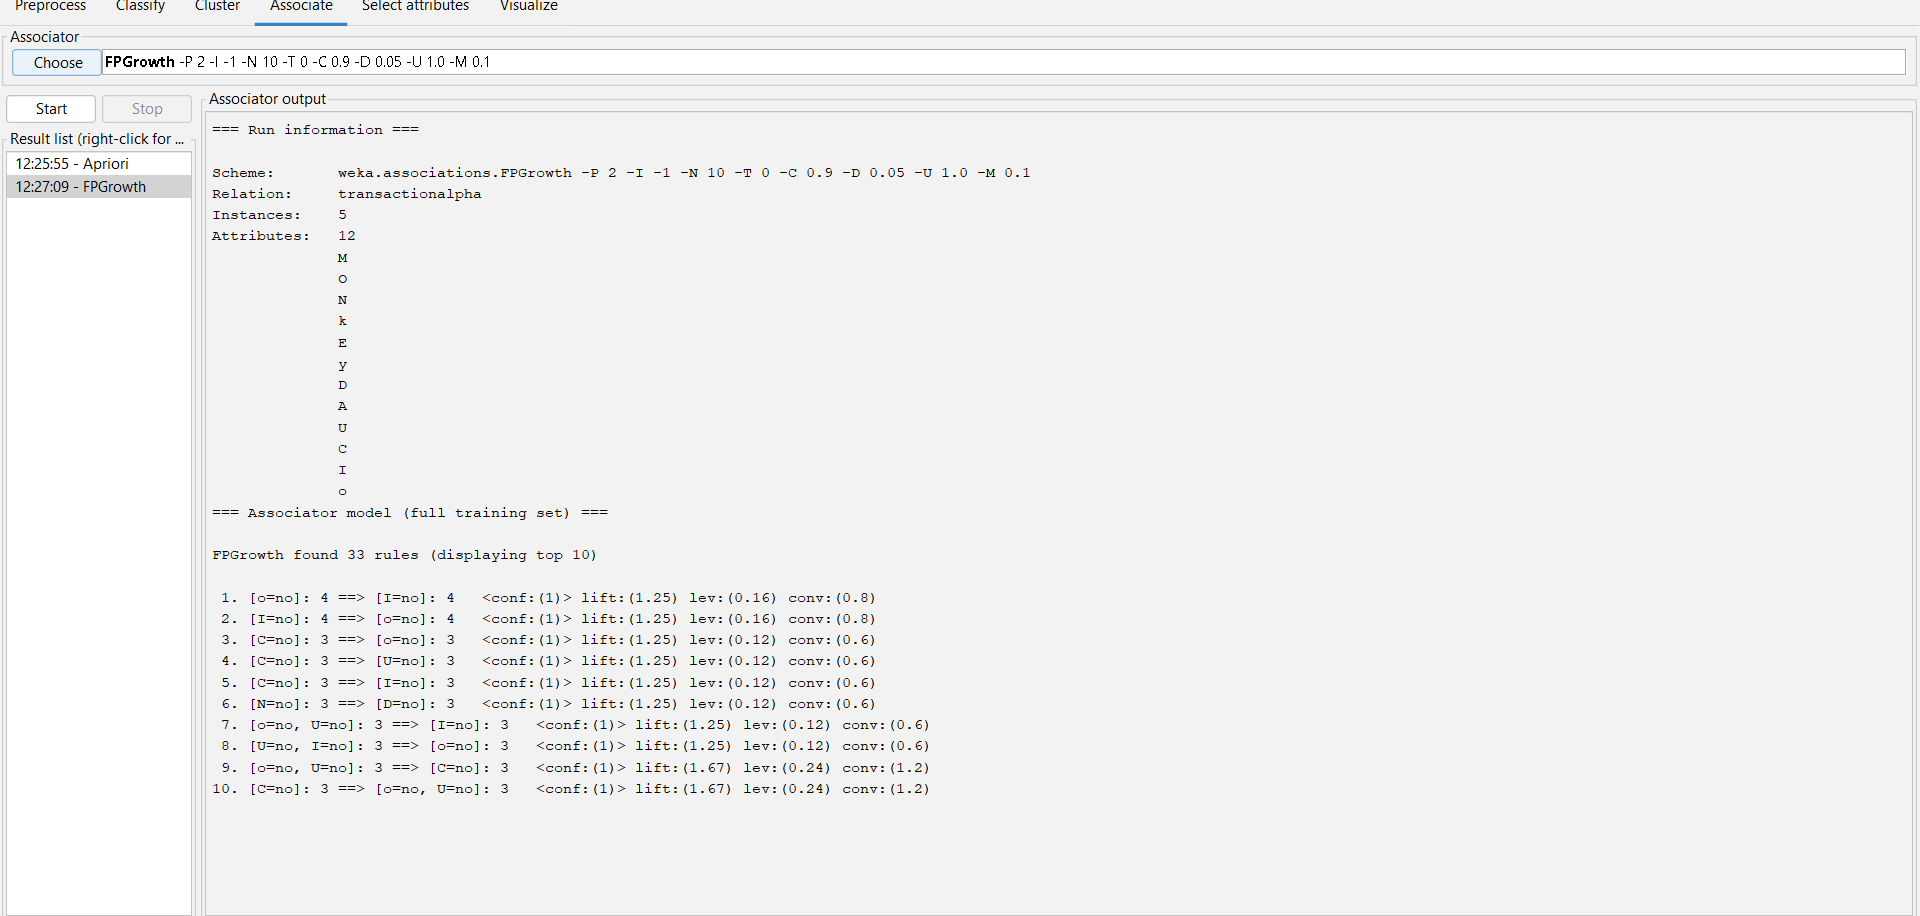 Preprocess Classify Cluster Associate Select attributes Visualize
Associator
Choose FPGrowth -P 2 -I -1 -N 10 -T 0 -C 0.9 -D 0.05 -U 1.0 -M 0.1
Start Stop
Result list (right-click for ...
12:25:55 - Apriori
12:27:09 - FPGrowth
Associator output
=== Run information ===
Scheme: weka.associations.FPGrowth -P 2 -I -1 -N 10 -T 0 -C 0.9 -D 0.05 -U 1.0 -M 0.1
Relation: transactionalpha
Instances: 5
Attributes: 12
M
O
N
k
E
y
D
A
U
C
I
o
=== Associator model (full training set) ===
FPGrowth found 33 rules (displaying top 10)
1. [o=no]: 4 ==> [I=no]: 4 <conf:(1)> lift:(1.25) lev:(0.16) conv:(0.8)
2. [I=no]: 4 ==> [o=no]: 4 <conf:(1)> lift:(1.25) lev:(0.16) conv:(0.8)
3. [C=no]: 3 ==> [o=no]: 3 <conf:(1)> lift:(1.25) lev:(0.12) conv:(0.6)
4. [C=no]: 3 ==> [U=no]: 3 <conf:(1)> lift:(1.25) lev:(0.12) conv:(0.6)
5. [C=no]: 3 ==> [I=no]: 3 <conf:(1)> lift:(1.25) lev:(0.12) conv:(0.6)
6. [N=no]: 3 ==> [D=no]: 3 <conf:(1)> lift:(1.25) lev:(0.12) conv:(0.6)
7. [o=no, U=no]: 3 ==> [I=no]: 3 <conf:(1)> lift:(1.25) lev:(0.12) conv:(0.6)
8. [U=no, I=no]: 3 ==> [o=no]: 3 <conf:(1)> lift:(1.25) lev:(0.12) conv:(0.6)
9. [o=no, U=no]: 3 ==> [C=no]: 3 <conf:(1)> lift:(1.67) lev:(0.24) conv:(1.2)
10. [C=no]: 3 ==> [o=no, U=no]: 3 <conf:(1)> lift:(1.67) lev:(0.24) conv:(1.2)